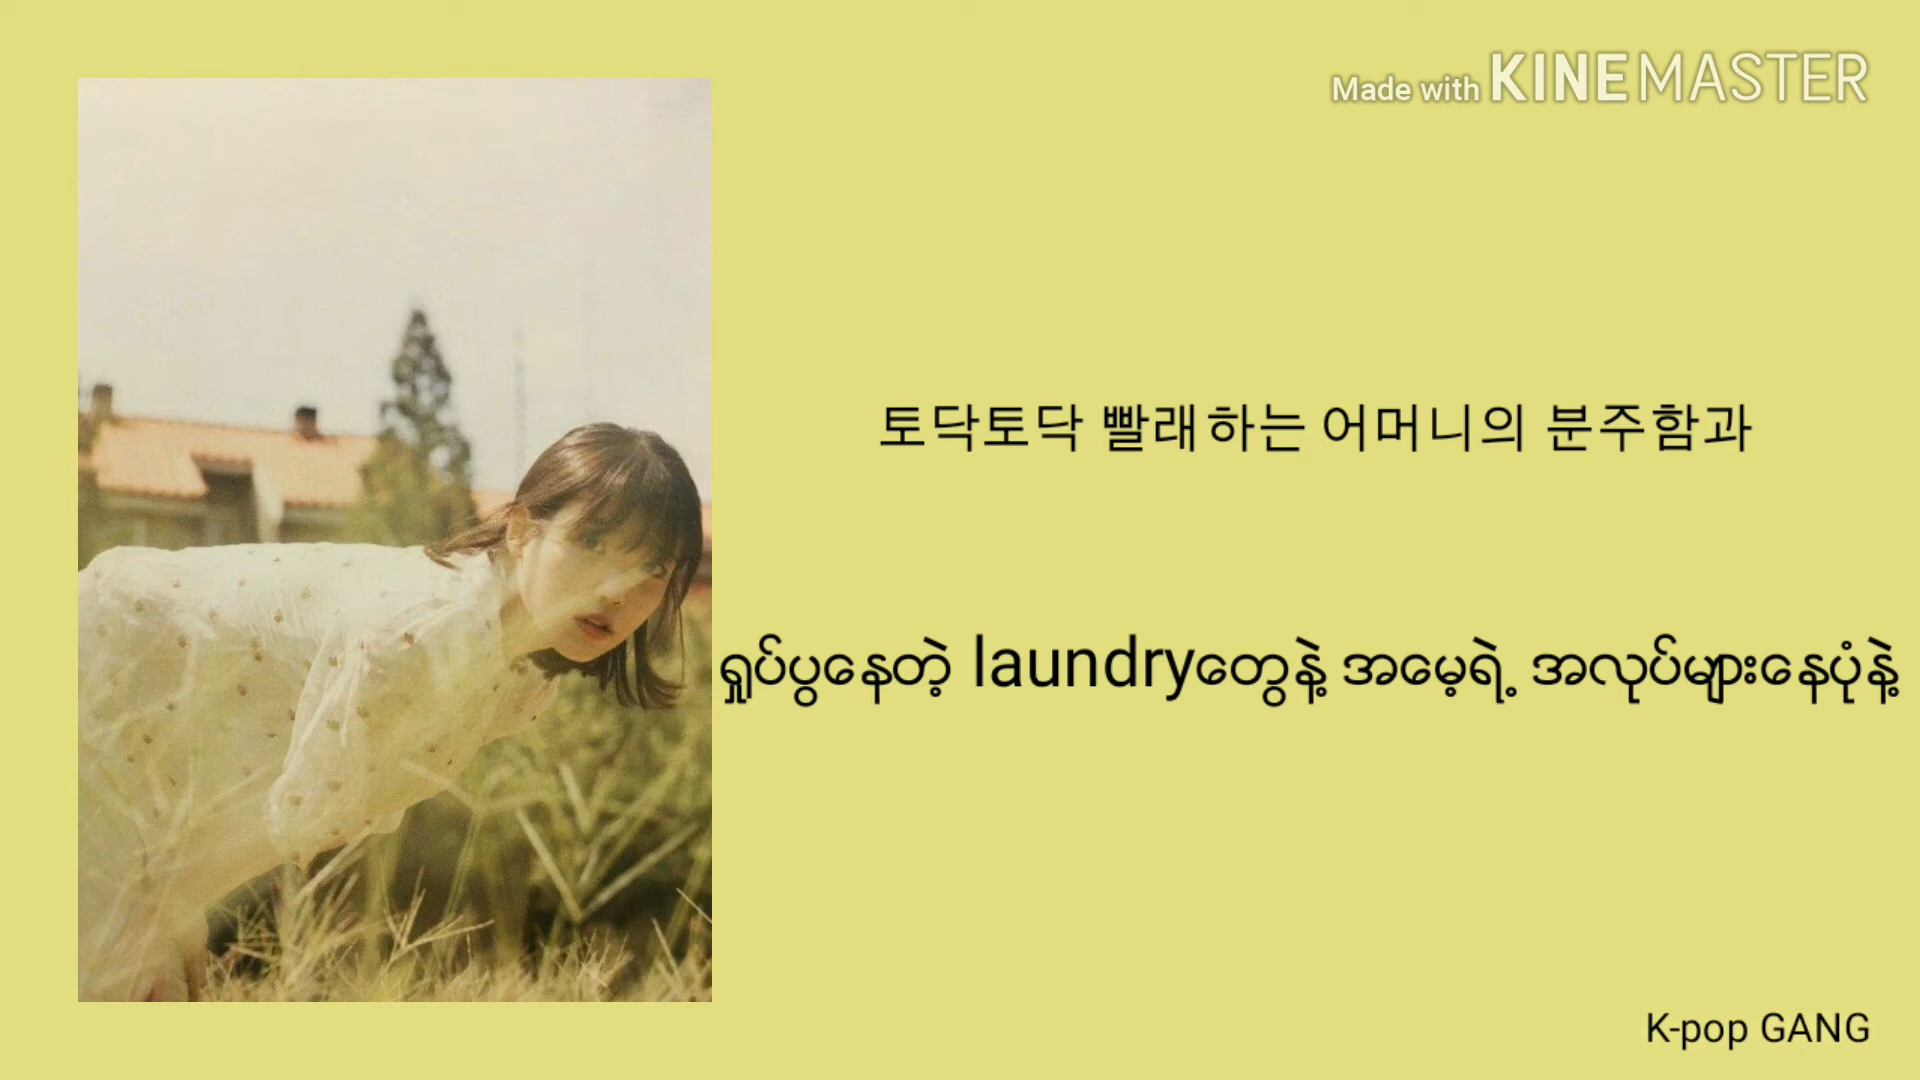 Made with KINEMASTER
토닥토닥 빨래하는 어머니의 분주함과
ရှုပ်ပွနေတဲ့ laundryတွေနဲ့ အမေ့ရဲ့ အလုပ်များနေပုံနဲ့
K-pop GANG